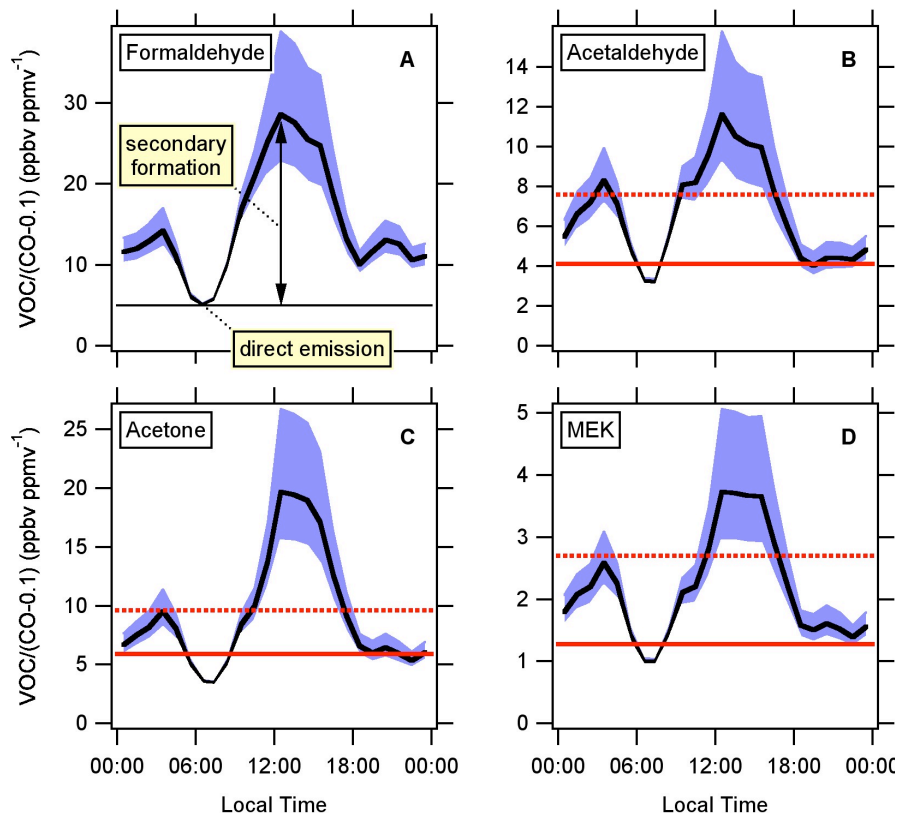 Formaldehyde
A
VOC/(CO-0.1) (ppbv ppmv⁻¹)
30
20
10
0
secondary
formation
direct emission
Acetaldehyde
B
14
12
10
8
6
4
2
0
Acetone
C
VOC/(CO-0.1) (ppbv ppmv⁻¹)
25
20
15
10
5
0
00:00 06:00 12:00 18:00 00:00
Local Time
MEK
D
5
4
3
2
1
0
00:00 06:00 12:00 18:00 00:0
Local Time